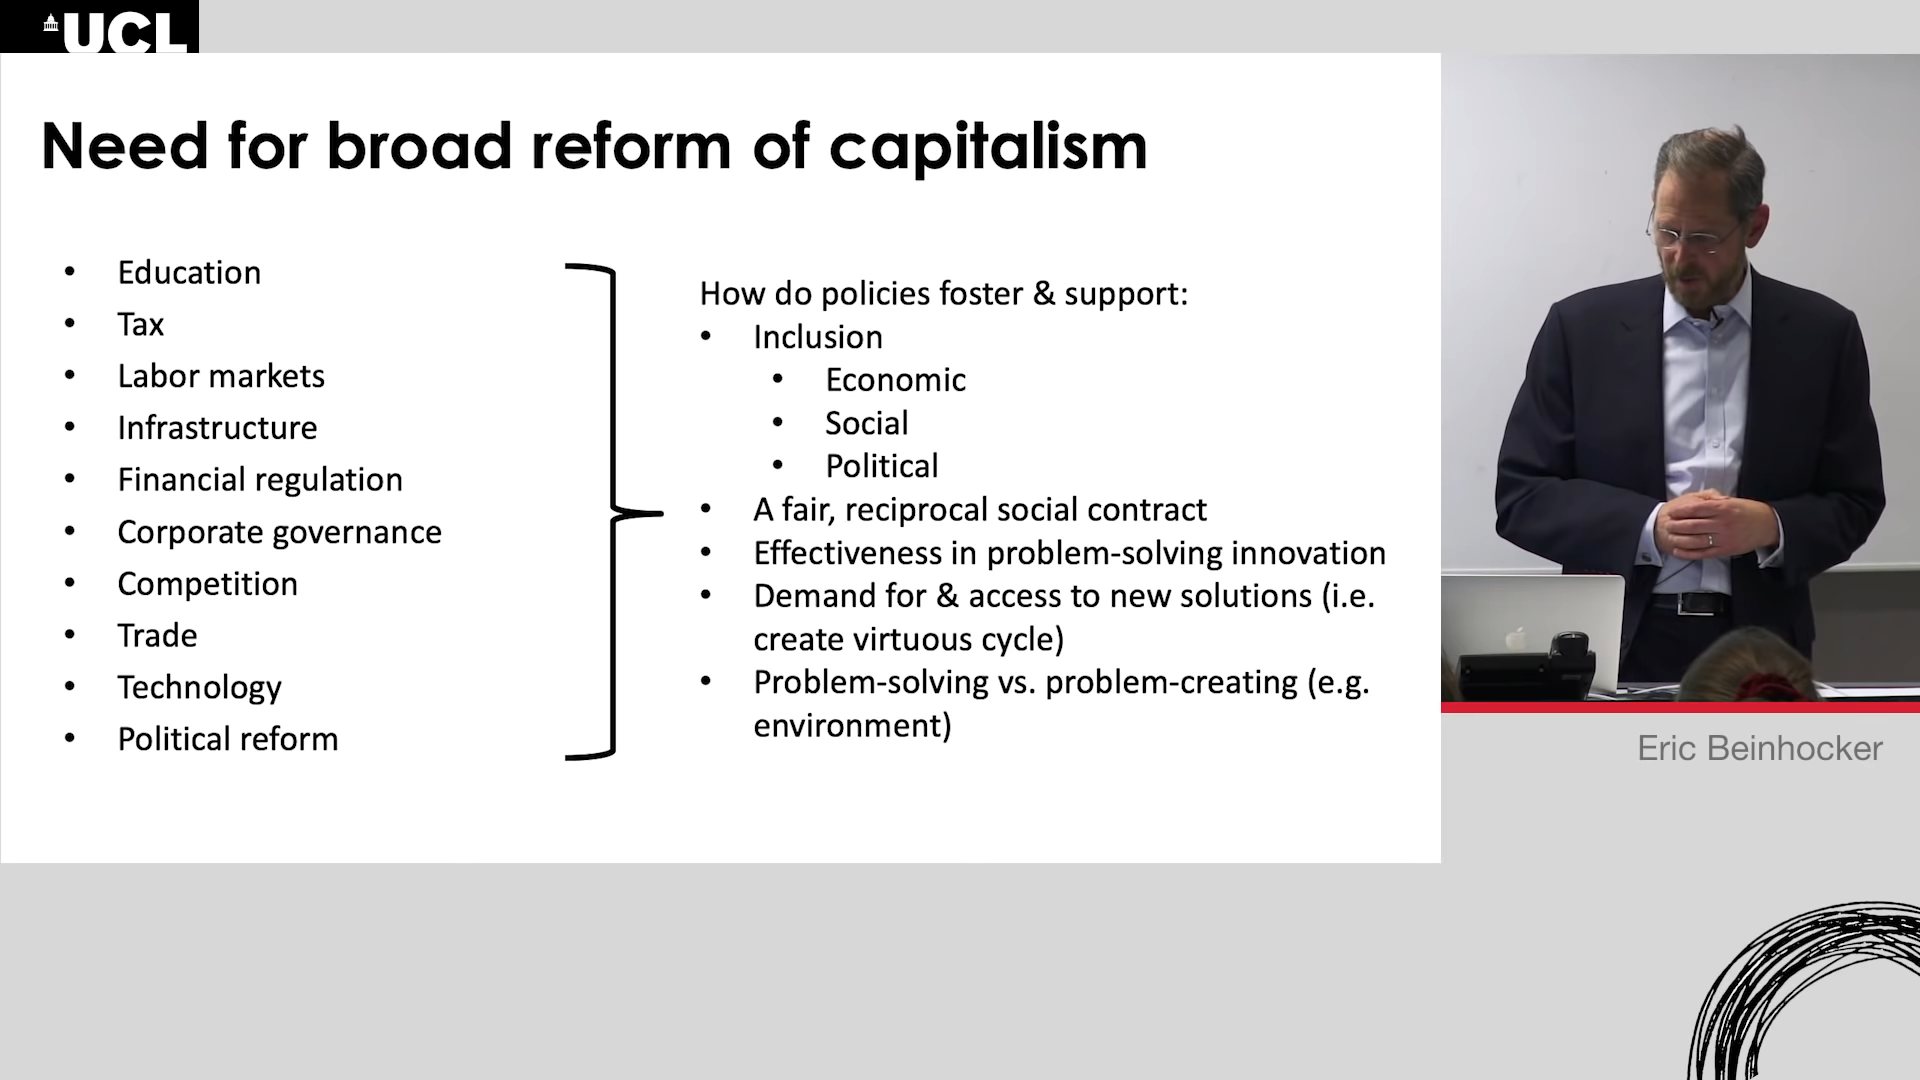 UCL
Need for broad reform of capitalism
• Education
• Tax
• Labor markets
• Infrastructure
• Financial regulation
• Corporate governance
• Competition
• Trade
• Technology
• Political reform
How do policies foster & support:
• Inclusion
• Economic
• Social
• Political
• A fair, reciprocal social contract
• Effectiveness in problem-solving innovation
• Demand for & access to new solutions (i.e.
create virtuous cycle)
• Problem-solving vs. problem-creating (e.g.
environment)
Eric Beinhocker